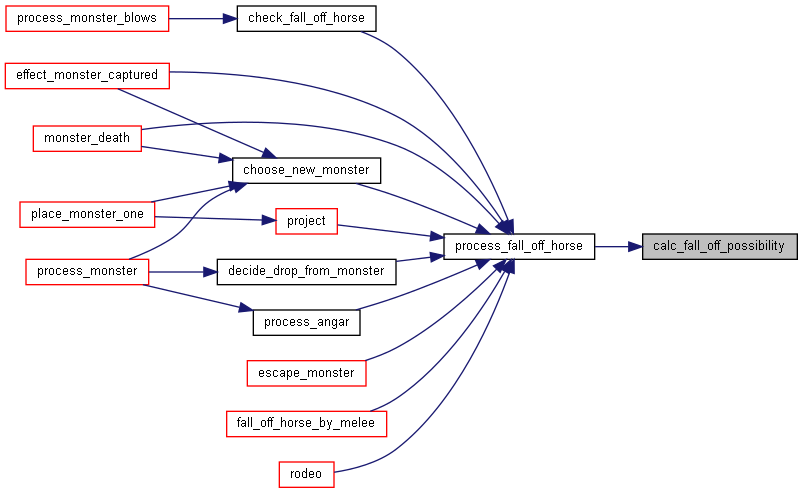 process_monster_blows
check_fall_off_horse
effect_monster_captured
monster_death
choose_new_monster
place_monster_one
project
process_fall_off_horse
calc_fall_off_possibility
process_monster
decide_drop_from_monster
process_angar
escape_monster
fall_off_horse_by_melee
rodeo